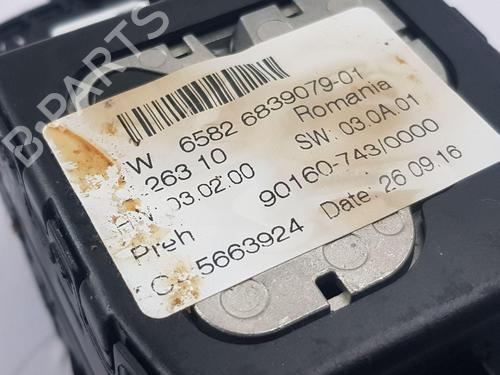 B-PARTS
W 6582 6839079-01
263 10 Romania
03.02.00 SW: 03.0A.01
Preh 90160-743/0000
5663924 Date: 26 09.16